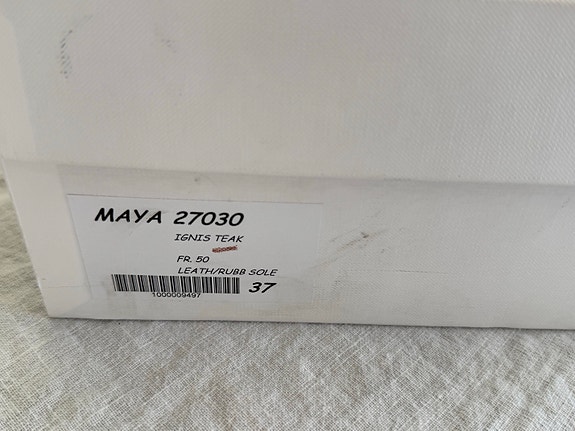 MAYA 27030
IGNIS TEAK
FR. 50
LEATH/RUBB SOLE
37
1000009497